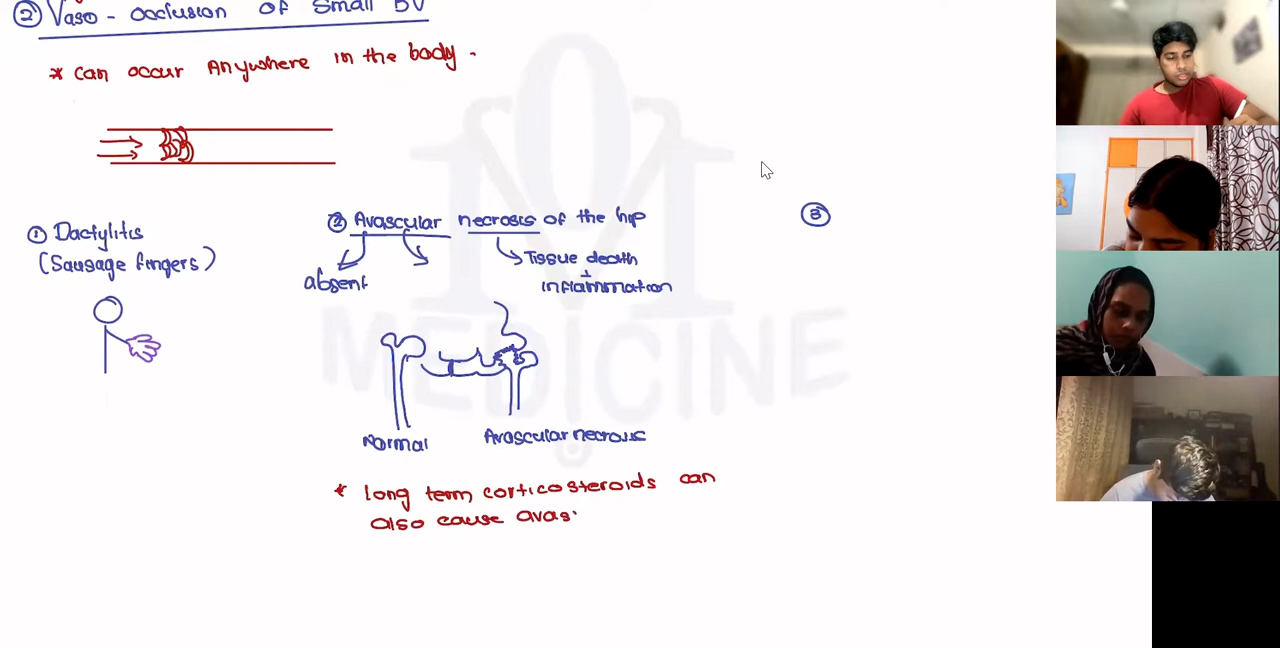 ② Vaso - occlusion of Small BV
* Can occur Anywhere in the body.
① Dactylitis
(Sausage fingers)
② Avascular necrosis of the hip
absent
Tissue death
+
inflammation
Normal
Avascular necrosis
* long term corticosteroids can
also cause avas
③
MEDICINE